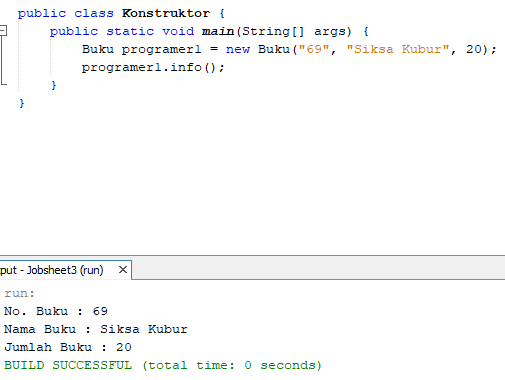 public class Konstruktor {
public static void main(String[] args) {
Buku programer1 = new Buku("69", "Siksa Kubur", 20);
programer1.info();
}
}
put - Jobsheet3 (run) ×
run:
No. Buku : 69
Nama Buku : Siksa Kubur
Jumlah Buku : 20
BUILD SUCCESSFUL (total time: 0 seconds)